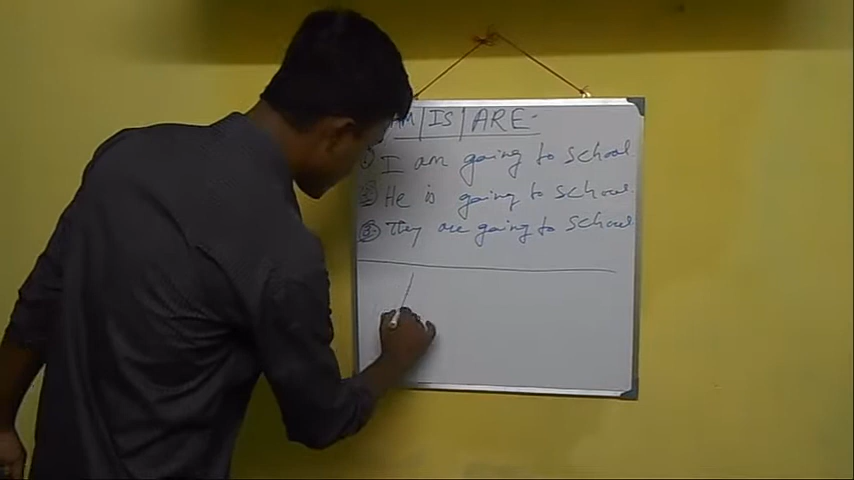 AM | IS | ARE -
① I am going to School.
② He is going to School.
③ They are going to School.